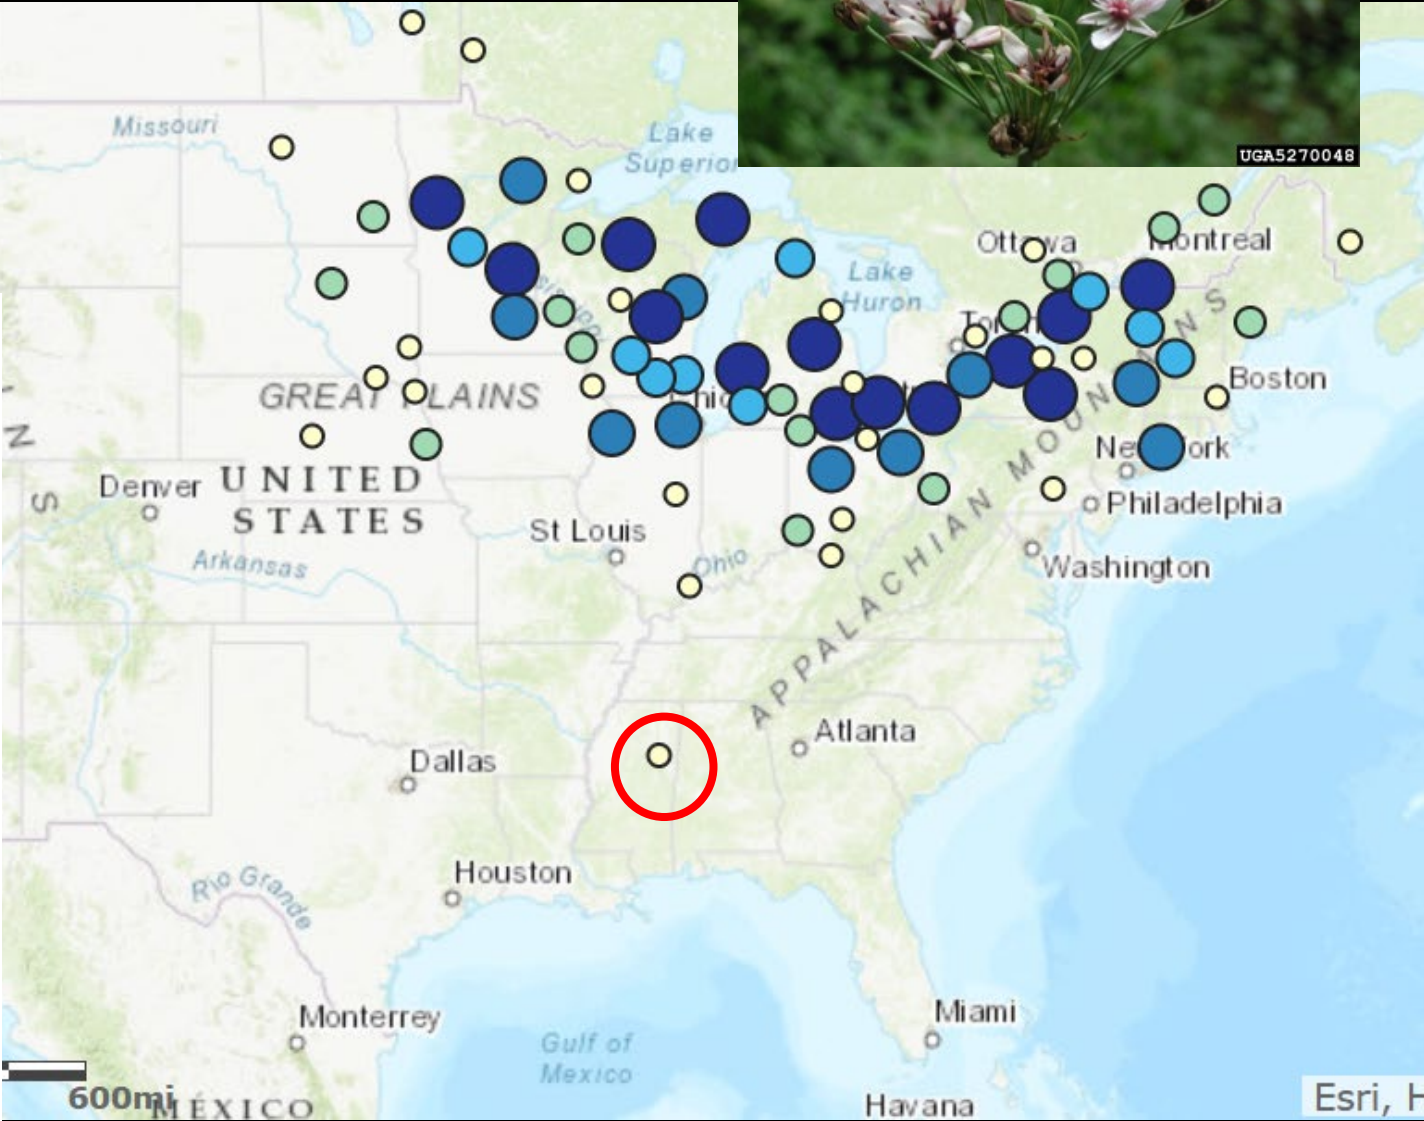 UGA5270048
Missouri
Lake
Superior
Ottawa
Montreal
Lake
Huron
GREAT PLAINS
Boston
Denver
UNITED
STATES
Philadelphia
St Louis
Arkansas
Ohio
Washington
APPALACHIAN MOUNTAINS
Atlanta
Dallas
Houston
Rio Grande
Monterrey
Miami
Gulf of
Mexico
600mi
MÉXICO
Havana
Esri, H
N
S